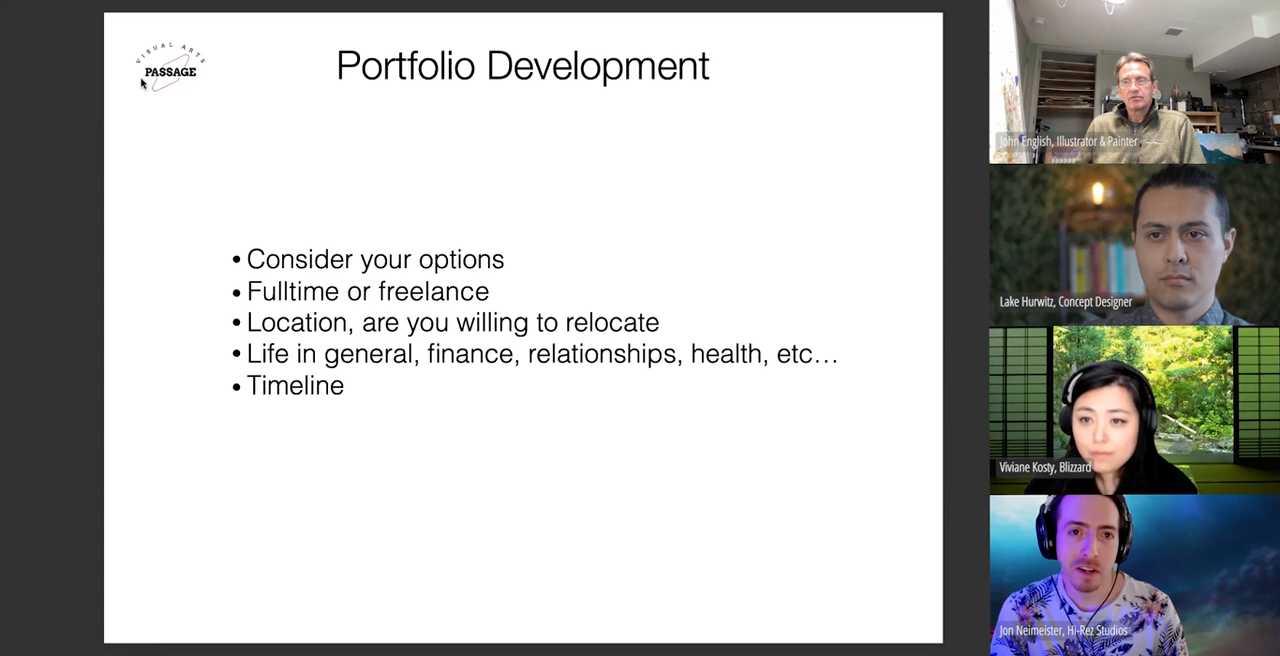 VISUAL ARTS
PASSAGE
Portfolio Development
• Consider your options
• Fulltime or freelance
• Location, are you willing to relocate
• Life in general, finance, relationships, health, etc…
• Timeline
John English, Illustrator & Painter
Lake Hurwitz, Concept Designer
Viviane Kosty, Blizzard
Jon Neimeister, Hi-Rez Studios